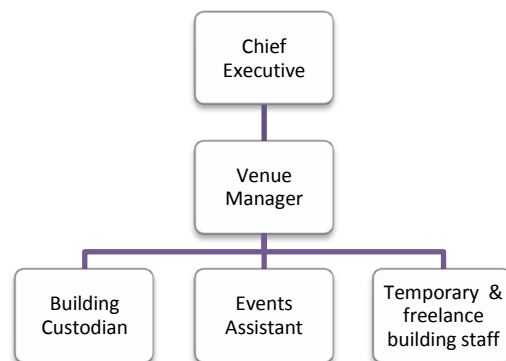 Chief
Executive
Venue
Manager
Building
Custodian
Events
Assistant
Temporary &
freelance
building staff